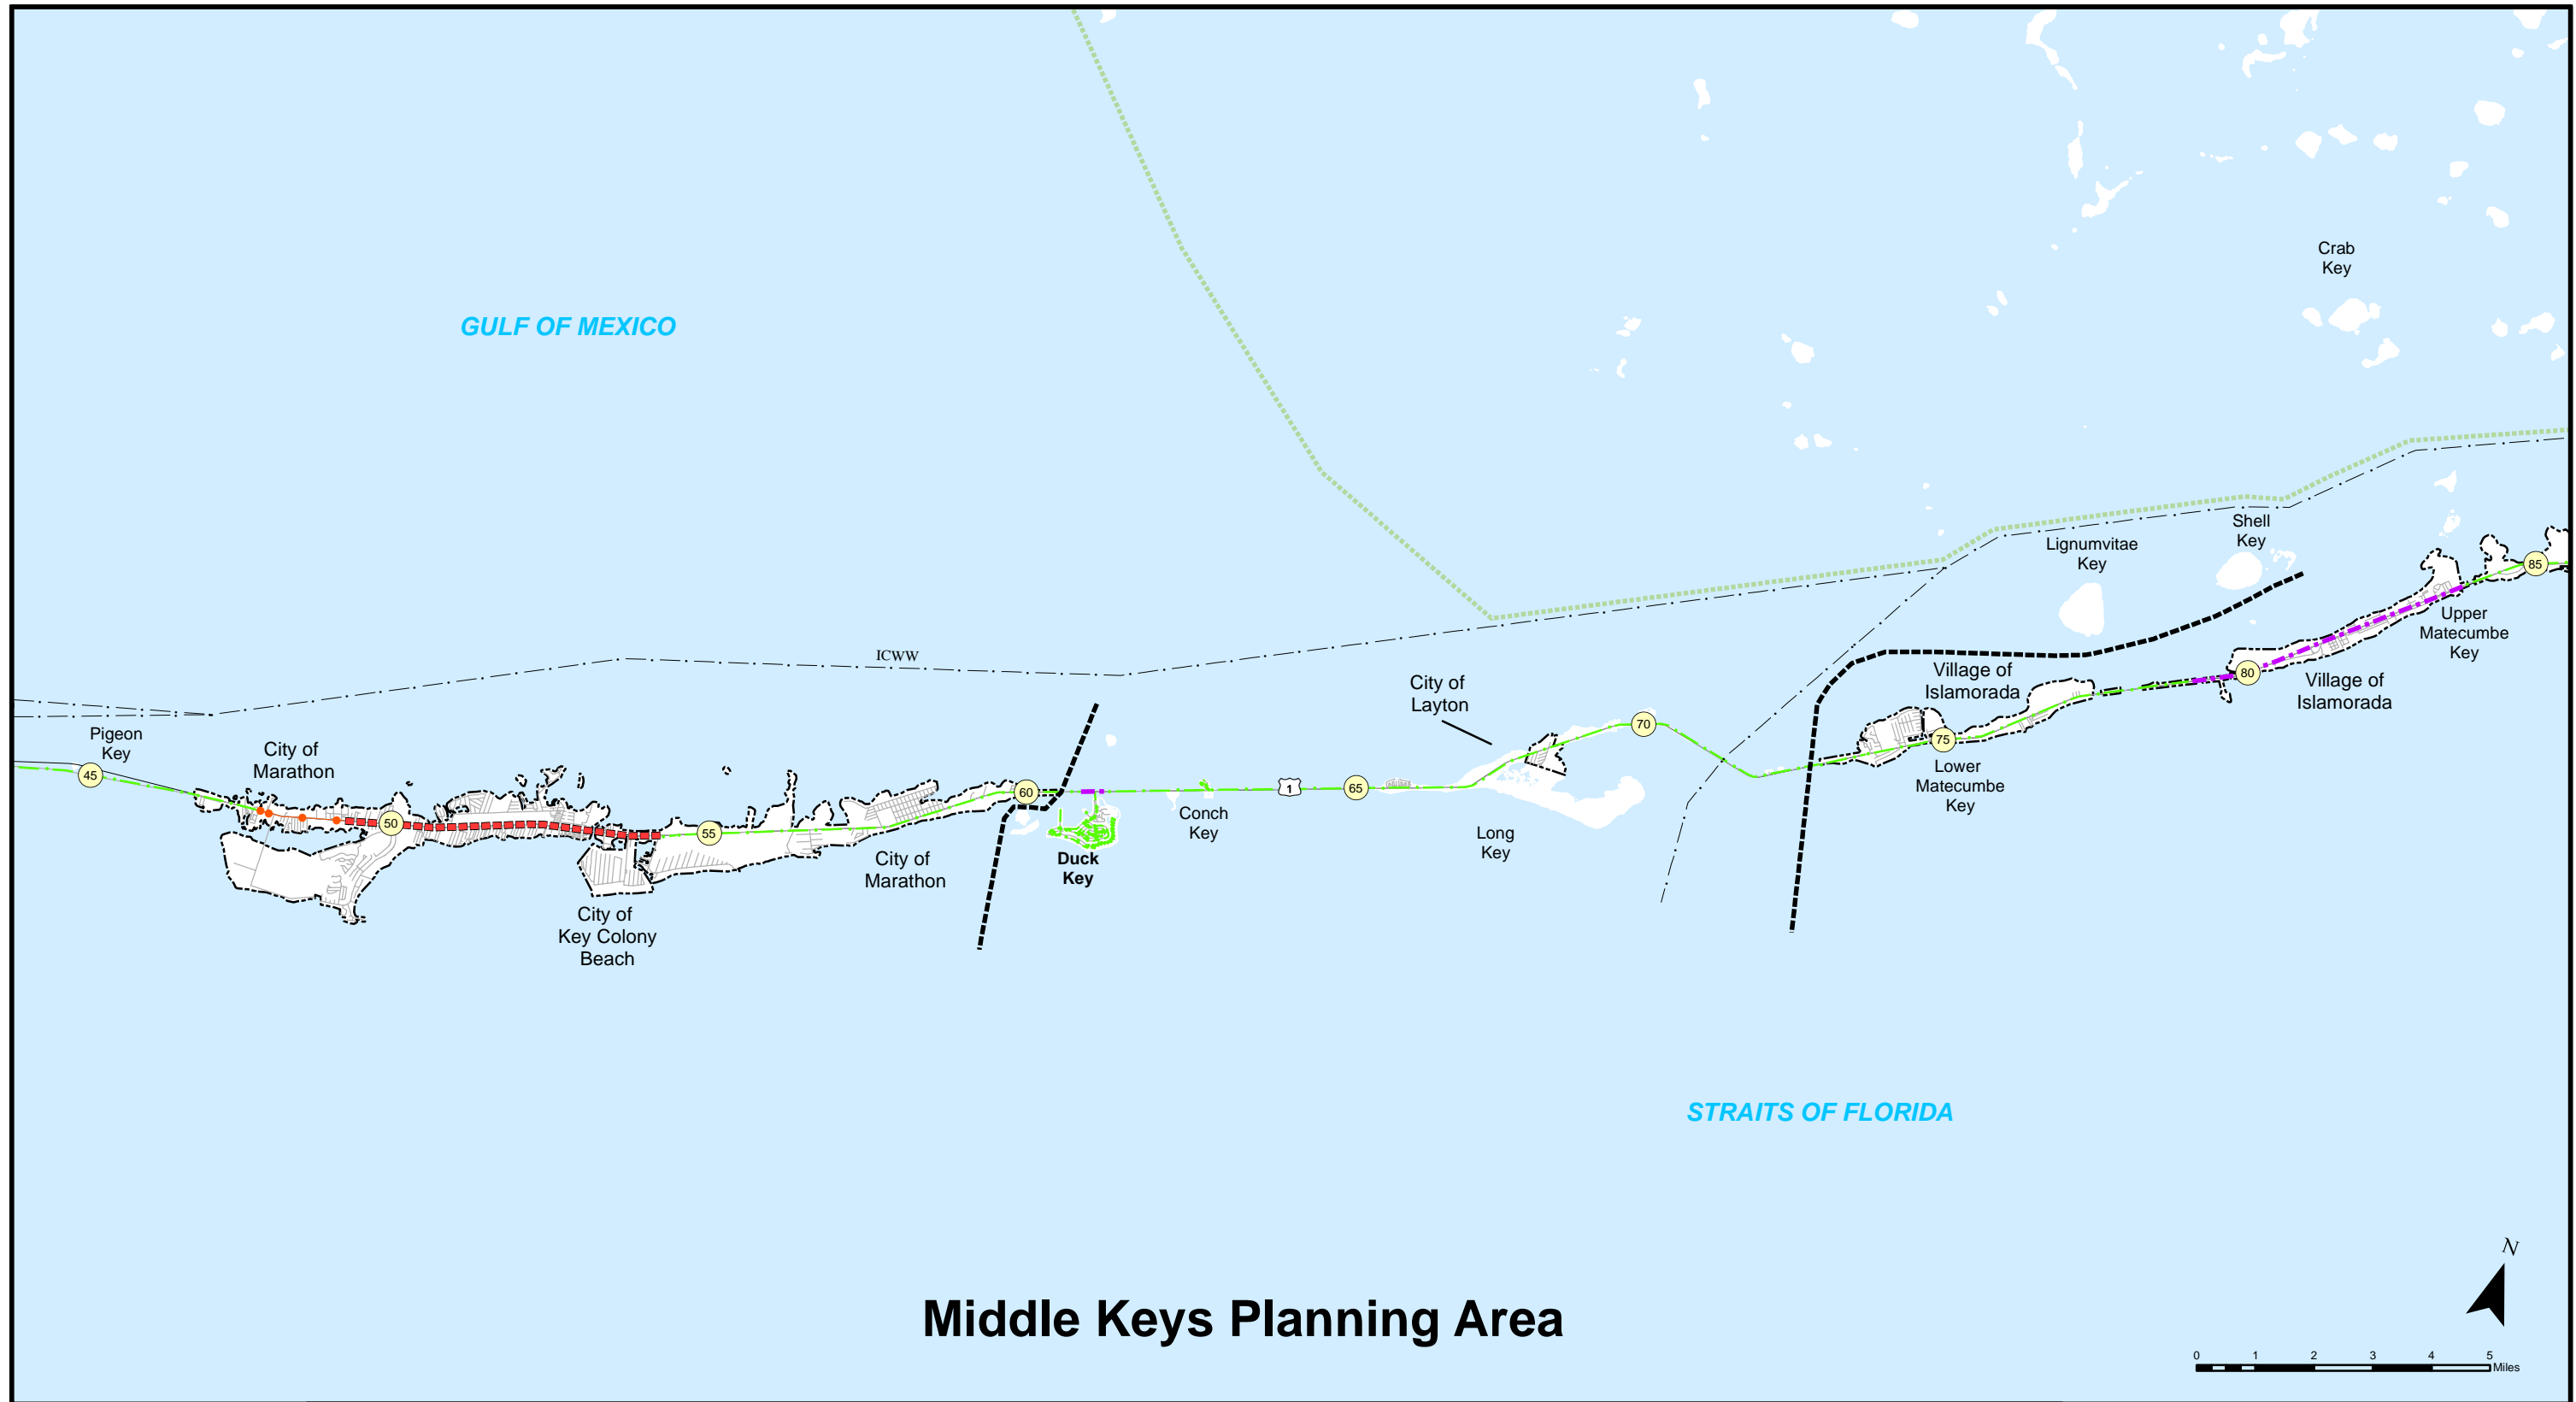 Crab
Key
GULF OF MEXICO
Shell
Key
Lignumvitae
Key
85
Upper
Matecumbe
Key
ICWW
Village of
Islamorada
80
Village of
Islamorada
City of
Layton
70
75
Lower
Matecumbe
Key
Pigeon
Key
45
City of
Marathon
50
55
60
1
65
Conch
Key
Long
Key
Duck
Key
City of
Marathon
City of
Key Colony
Beach
STRAITS OF FLORIDA
N
Middle Keys Planning Area
0 1 2 3 4 5
Miles